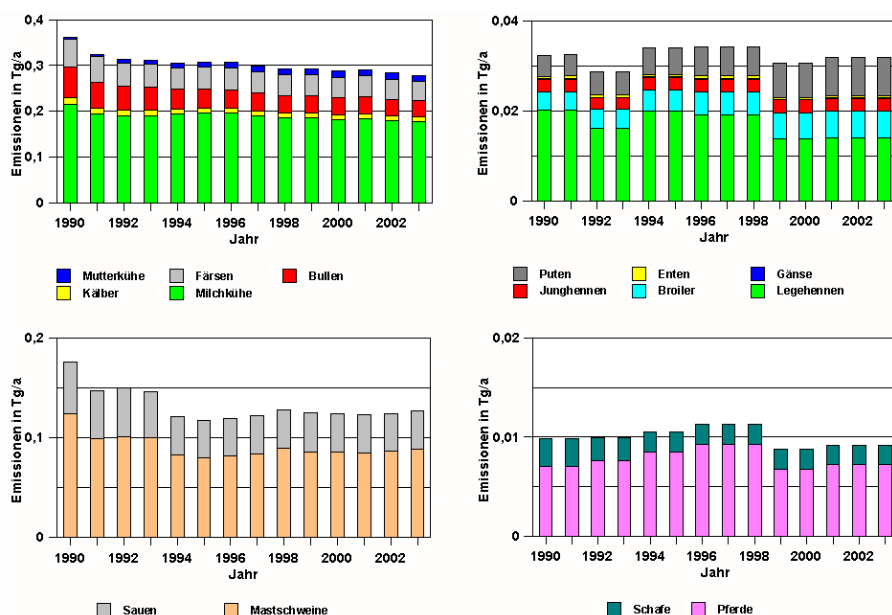 0,4
0,3
0,2
0,1
0
Emissionen in Tg/a
1990 1992 1994 1996 1998 2000 2002
Jahr
Mutterkühe Färsen Bullen
Kälber Milchkühe
0,04
0,02
0
Emissionen in Tg/a
1990 1992 1994 1996 1998 2000 2002
Jahr
Puten Enten Gänse
Junghennen Broiler Legehennen
0,2
0,1
0
Emissionen in Tg/a
1990 1992 1994 1996 1998 2000 2002
Jahr
Sauen Mastschweine
0,02
0,01
0
Emissionen in Tg/a
1990 1992 1994 1996 1998 2000 2002
Jahr
Schafe Pferde